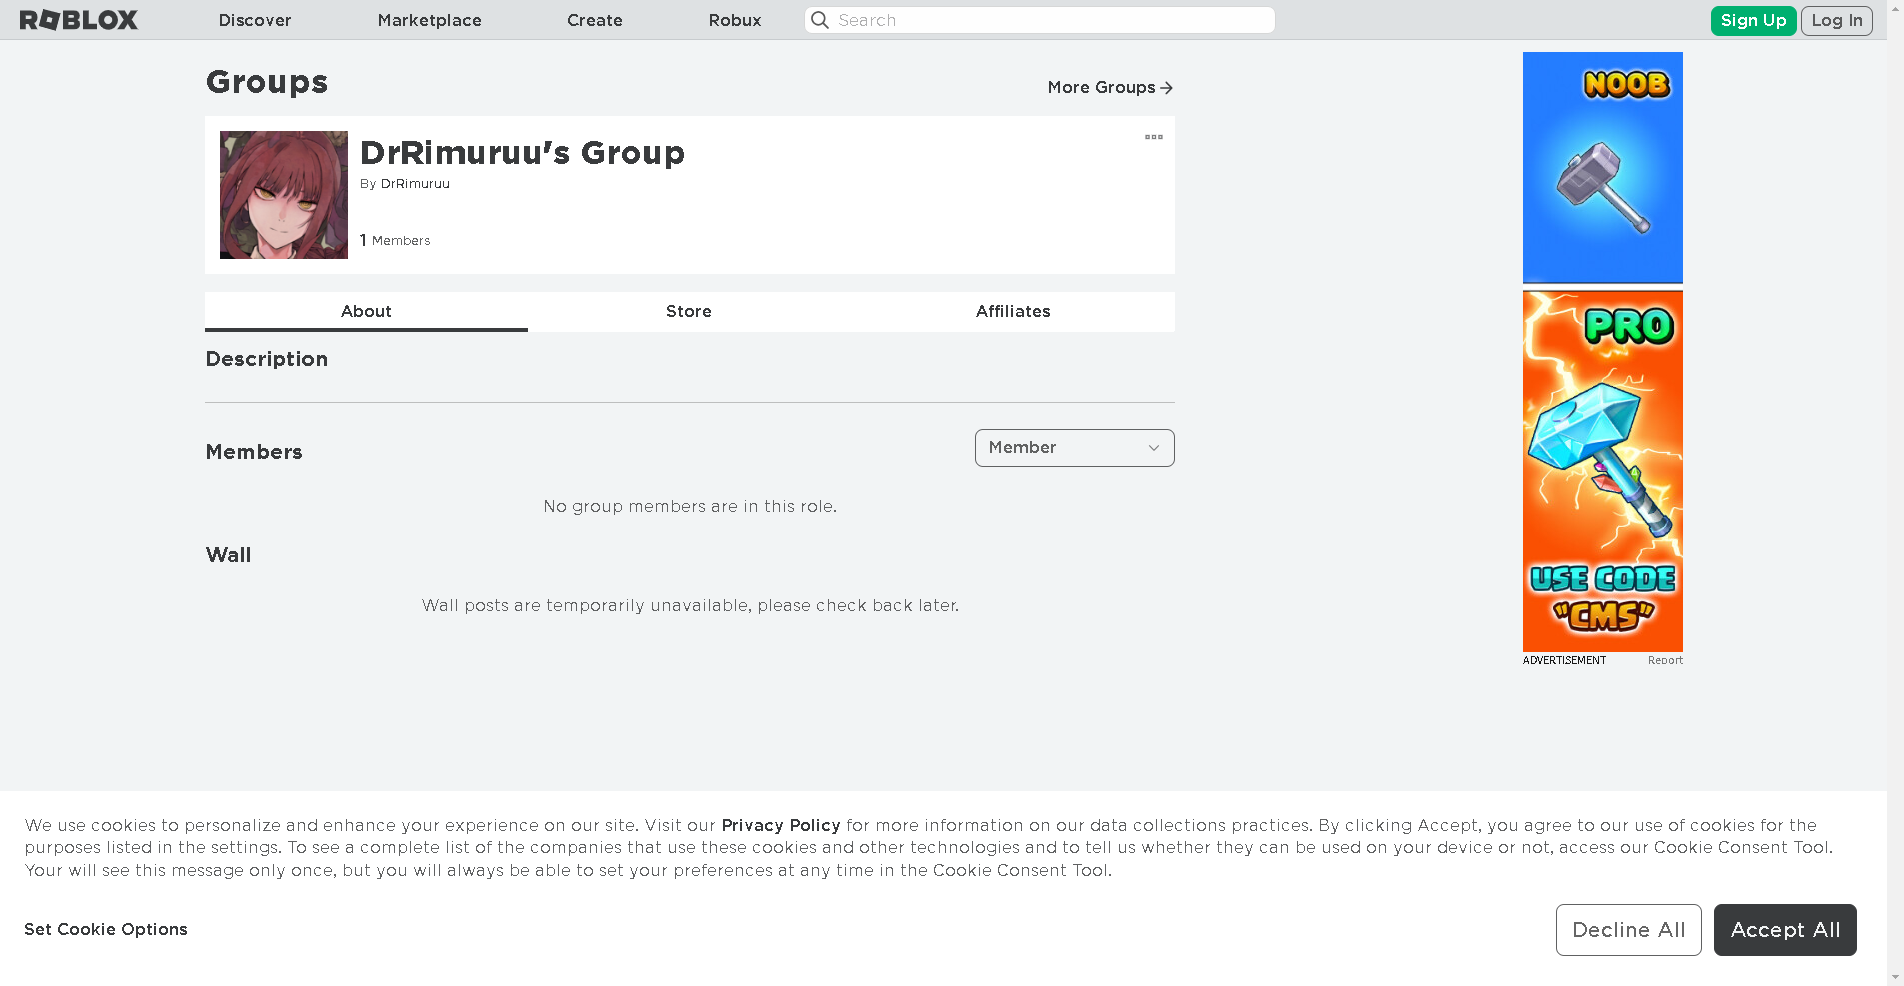 ROBLOX Discover Marketplace Create Robux Search Sign Up Log In
Groups
More Groups
DrRimuruu's Group
By DrRimuruu
1 Members
About Store Affiliates
Description
Members
Member
No group members are in this role.
Wall
Wall posts are temporarily unavailable, please check back later.
NOOB
PRO
USE CODE
"CMS"
ADVERTISEMENT Report
We use cookies to personalize and enhance your experience on our site. Visit our Privacy Policy for more information on our data collections practices. By clicking Accept, you agree to our use of cookies for the
purposes listed in the settings. To see a complete list of the companies that use these cookies and other technologies and to tell us whether they can be used on your device or not, access our Cookie Consent Tool.
Your will see this message only once, but you will always be able to set your preferences at any time in the Cookie Consent Tool.
Set Cookie Options
Decline All
Accept All